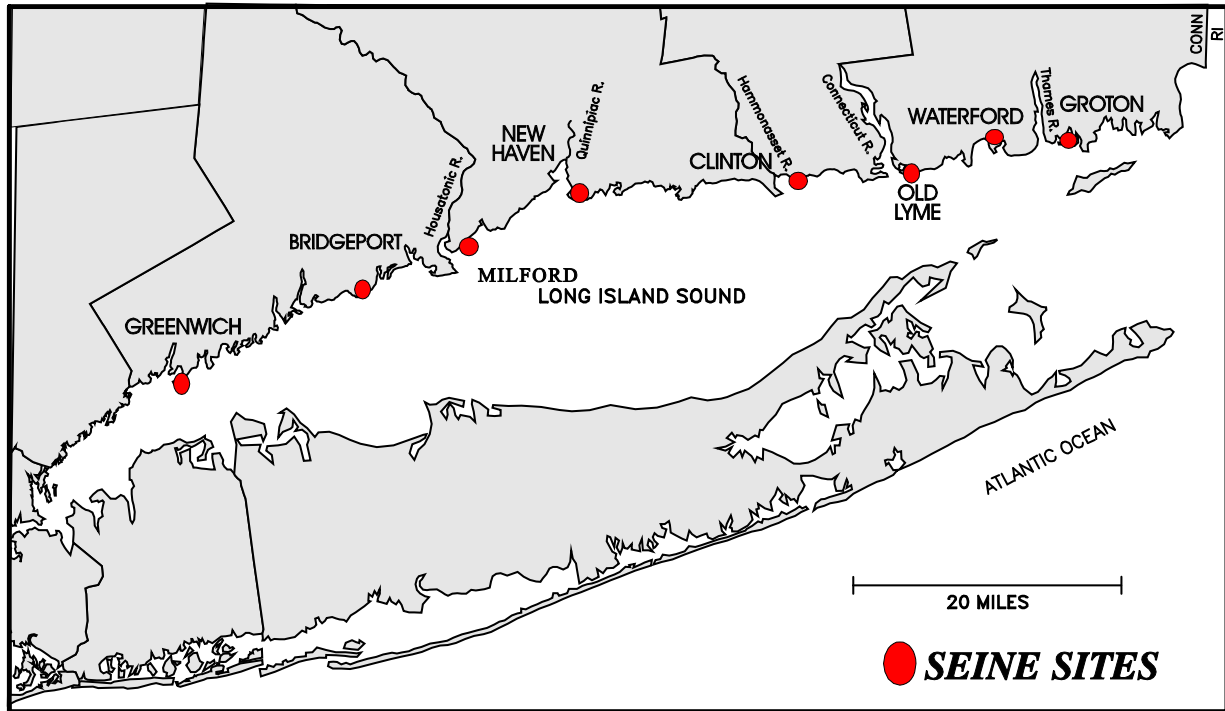 CONN
RI
Hammonasset R.
Connecticut R.
Thames R.
GROTON
WATERFORD
Quinnipiac R.
NEW
HAVEN
CLINTON
Housatonic R.
OLD
LYME
BRIDGEPORT
MILFORD
LONG ISLAND SOUND
GREENWICH
ATLANTIC OCEAN
20 MILES
SEINE SITES